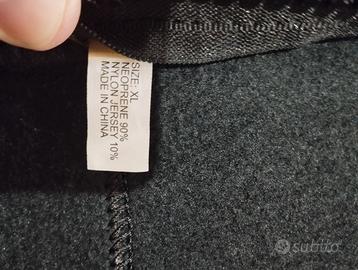 SIZE: XL
NEOPRENE 90%
NYLON JERSEY 10%
MADE IN CHINA
subito